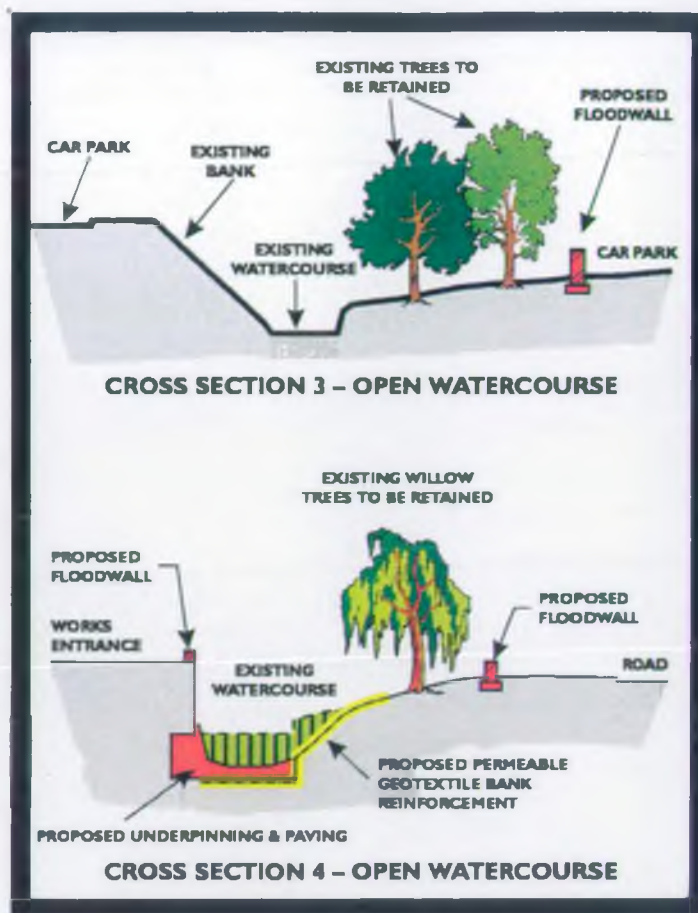 EXISTING TREES TO
BE RETAINED
PROPOSED
FLOODWALL
CAR PARK
EXISTING
BANK
EXISTING
WATERCOURSE
CAR PARK
CROSS SECTION 3 – OPEN WATERCOURSE
EXISTING WILLOW
TREES TO BE RETAINED
PROPOSED
FLOODWALL
PROPOSED
FLOODWALL
WORKS
ENTRANCE
EXISTING
WATERCOURSE
ROAD
PROPOSED PERMEABLE
GEOTEXTILE BANK
REINFORCEMENT
PROPOSED UNDERPINNING & PAVING
CROSS SECTION 4 – OPEN WATERCOURSE